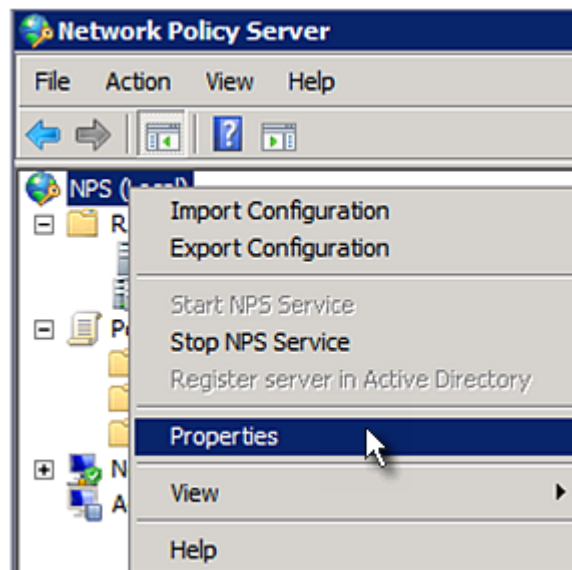 Network Policy Server
File Action View Help
NPS (Local)
Import Configuration
Export Configuration
R
Start NPS Service
Stop NPS Service
P
Register server in Active Directory
Properties
N
View
A
Help